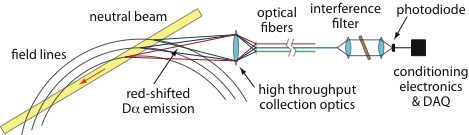 neutral beam
field lines
red-shifted
Dα emission
optical
fibers
high throughput
collection optics
interference
filter
photodiode
conditioning
electronics
& DAQ